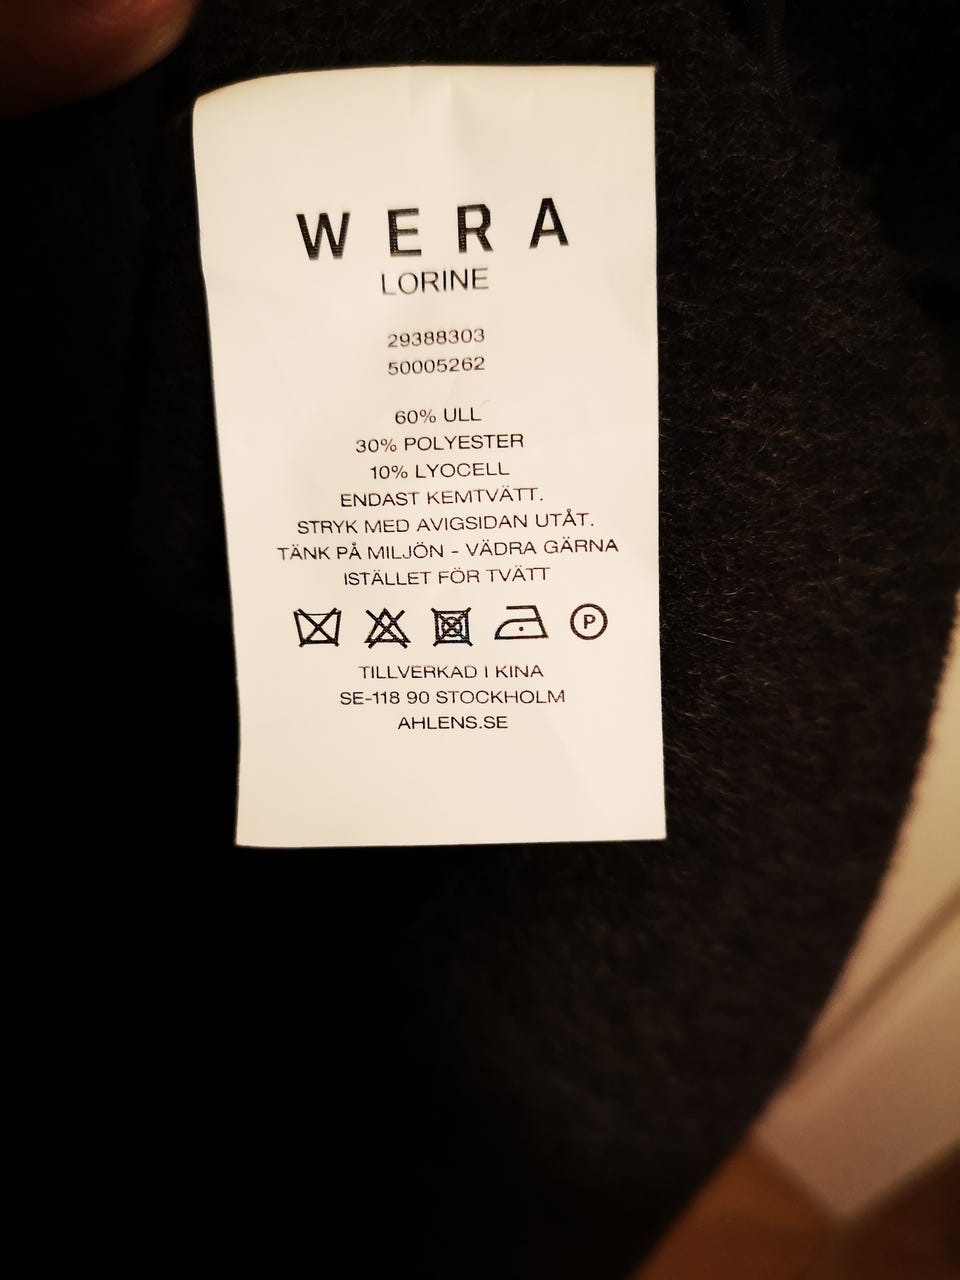 WERA
LORINE
29388303
50005262
60% ULL
30% POLYESTER
10% LYOCELL
ENDAST KEMTVÄTT.
STRYK MED AVIGSIDAN UTÅT.
TÄNK PÅ MILJÖN - VÄDRA GÄRNA
ISTÄLLET FÖR TVÄTT
P
TILLVERKAD I KINA
SE-118 90 STOCKHOLM
AHLENS.SE